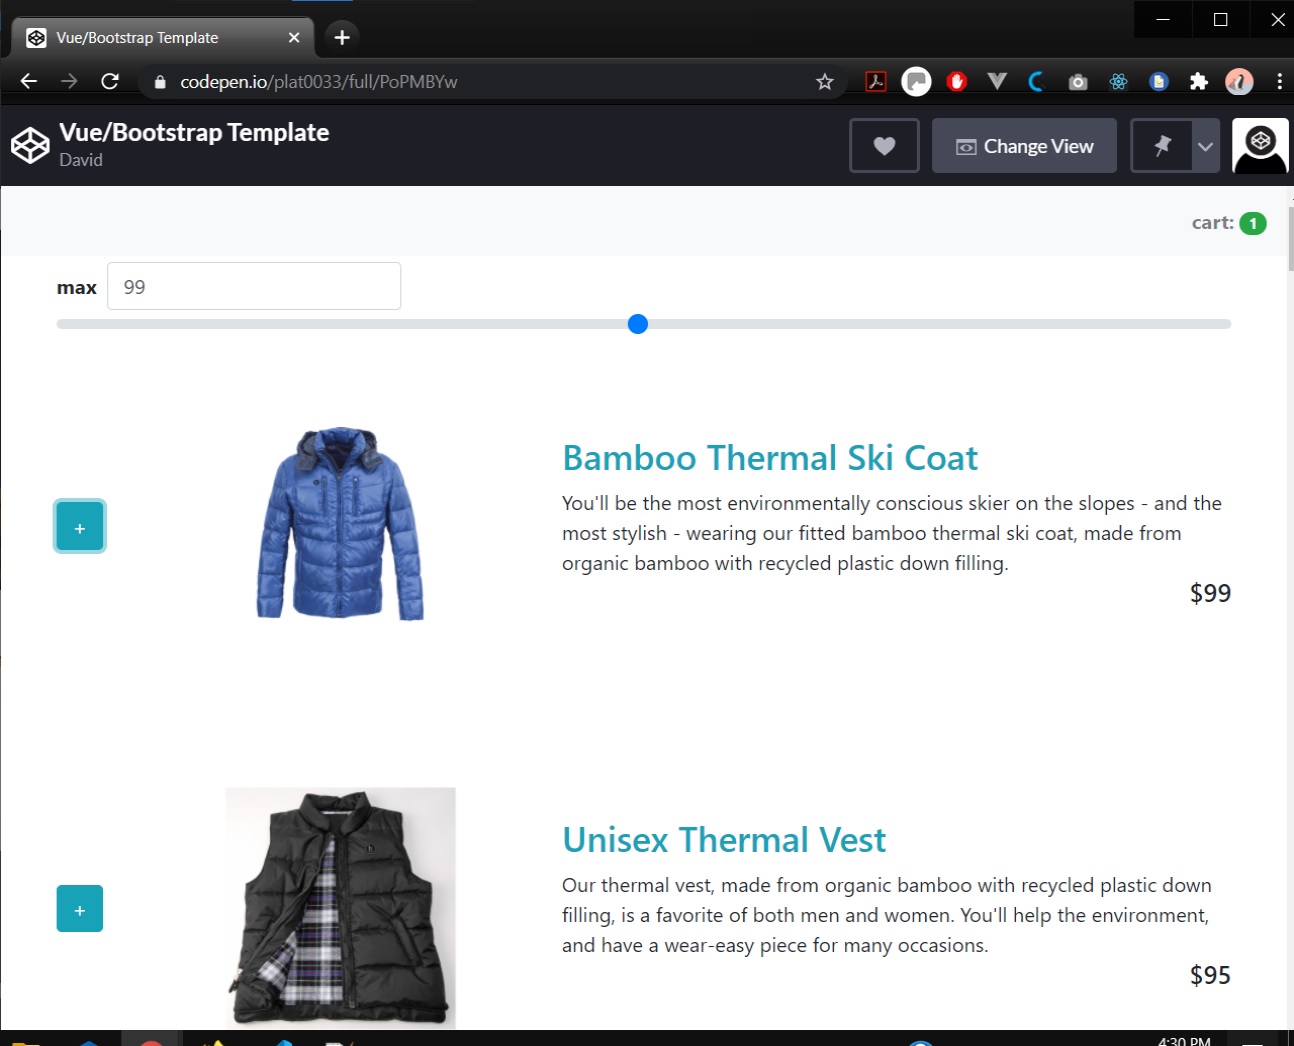 Vue/Bootstrap Template
codepen.io/plat0033/full/PoPMBYw
Vue/Bootstrap Template
David
Change View
cart: 1
max 99
Bamboo Thermal Ski Coat
You'll be the most environmentally conscious skier on the slopes - and the
most stylish - wearing our fitted bamboo thermal ski coat, made from
organic bamboo with recycled plastic down filling.
$99
+
Unisex Thermal Vest
Our thermal vest, made from organic bamboo with recycled plastic down
filling, is a favorite of both men and women. You'll help the environment,
and have a wear-easy piece for many occasions.
$95
+
4:30 PM